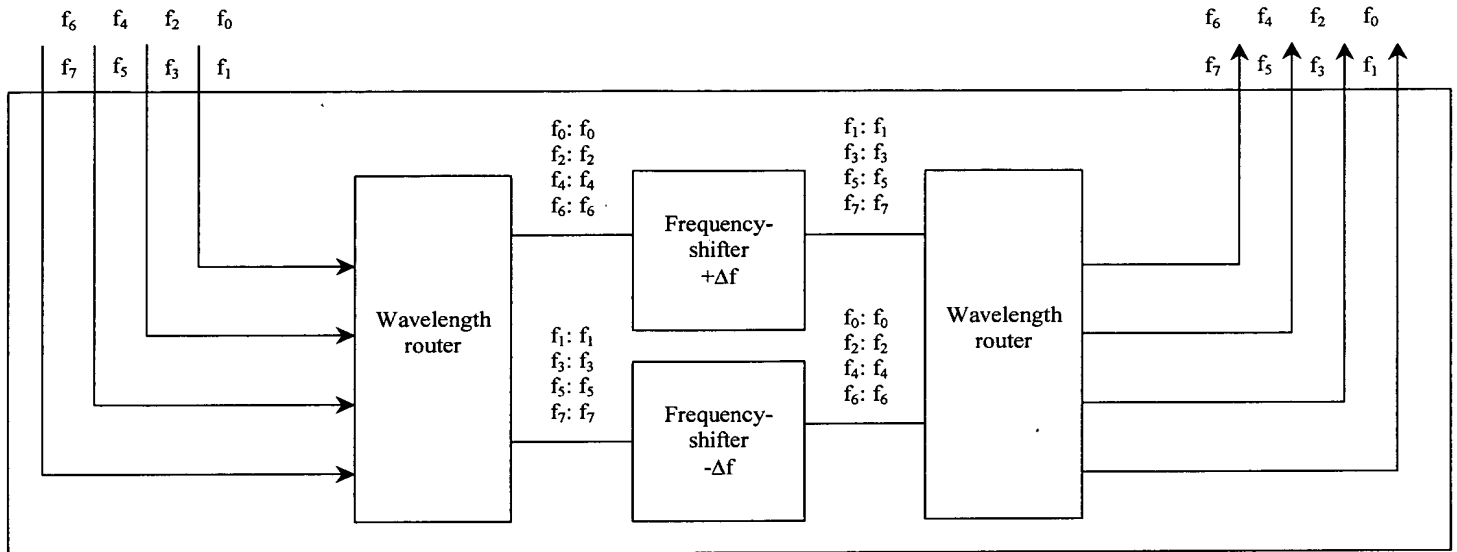 f₆ f₄ f₂ f₀
f₇ f₅ f₃ f₁
f₆ f₄ f₂ f₀
f₇ f₅ f₃ f₁
f₀: f₀
f₂: f₂
f₄: f₄
f₆: f₆
f₁: f₁
f₃: f₃
f₅: f₅
f₇: f₇
Wavelength
router
Frequency-
shifter
+Δf
Wavelength
router
f₁: f₁
f₃: f₃
f₅: f₅
f₇: f₇
f₀: f₀
f₂: f₂
f₄: f₄
f₆: f₆
Frequency-
shifter
-Δf